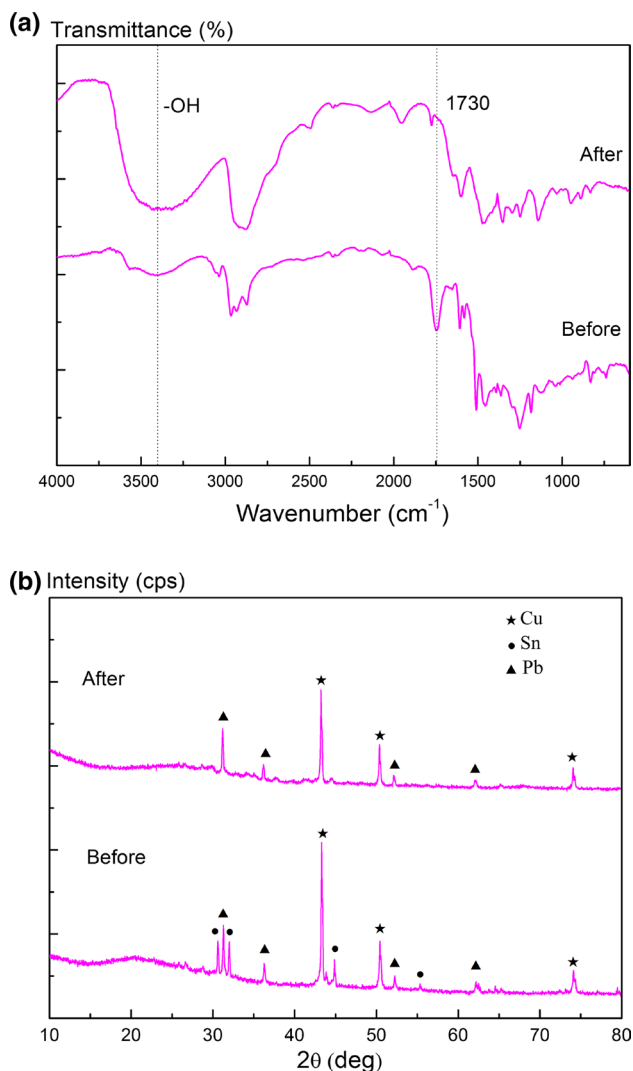 (a) Transmittance (%)
-OH
1730
After
Before
4000 3500 3000 2500 2000 1500 1000
Wavenumber (cm⁻¹)
(b) Intensity (cps)
★ Cu
● Sn
▲ Pb
After
Before
10 20 30 40 50 60 70 80
2θ (deg)